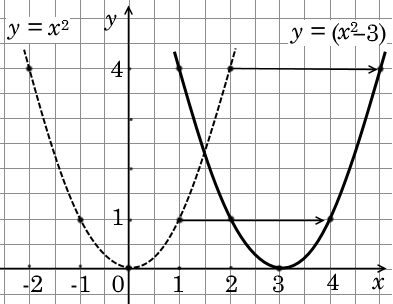 y = x²
y
y = (x²–3)
4
1
-2 -1 0 1 2 3 4 x